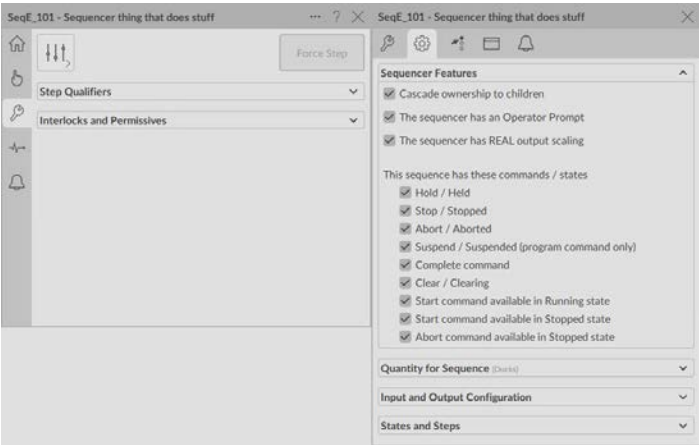 SeqE_101 - Sequencer thing that does stuff
Force Step
Step Qualifiers
Interlocks and Permissives
SeqE_101 - Sequencer thing that does stuff
Sequencer Features
Cascade ownership to children
The sequencer has an Operator Prompt
The sequencer has REAL output scaling
This sequence has these commands / states
Hold / Held
Stop / Stopped
Abort / Aborted
Suspend / Suspended (program command only)
Complete command
Clear / Clearing
Start command available in Running state
Start command available in Stopped state
Abort command available in Stopped state
Quantity for Sequence
Input and Output Configuration
States and Steps